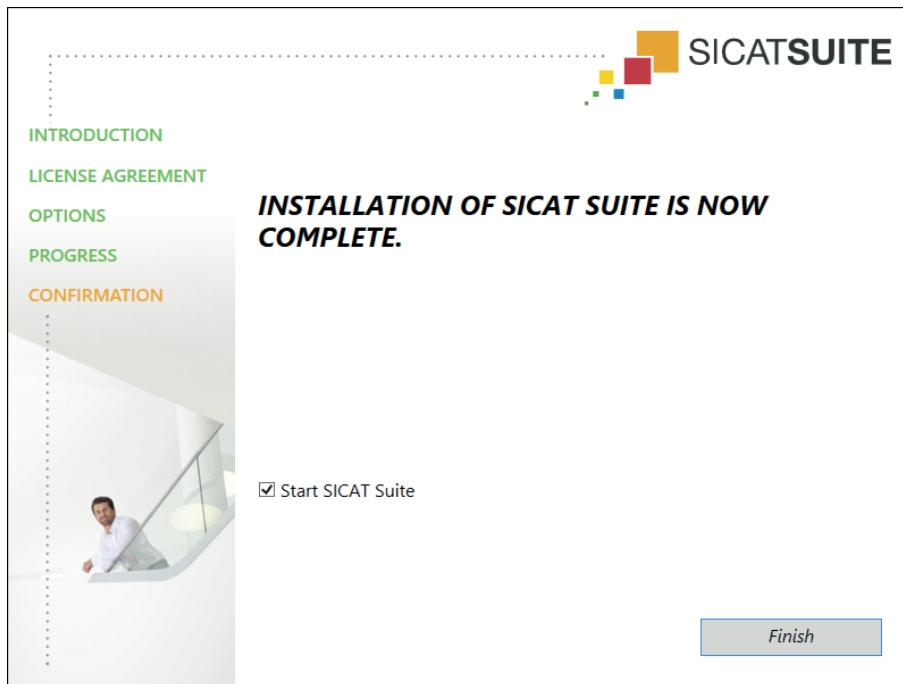 SICATSUITE
INTRODUCTION
LICENSE AGREEMENT
OPTIONS
PROGRESS
CONFIRMATION
INSTALLATION OF SICAT SUITE IS NOW
COMPLETE.
Start SICAT Suite
Finish